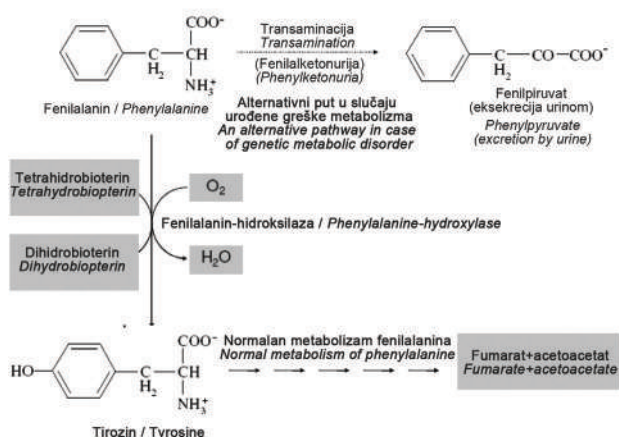 COO⁻
CH₂
CH
NH₃⁺
Fenilalanin / Phenylalanine
Transaminacija
Transamination
(Fenilalketonurija)
(Phenylketonuria)
Alternativni put u slučaju
urođene greške metabolizma
An alternative pathway in case
of genetic metabolic disorder
C
H₂
CO
COO⁻
Fenilpiruvat
(eksekrecija urinom)
Phenylpyruvate
(excretion by urine)
Tetrahidrobioterin
Tetrahydrobiopterin
O₂
Fenilalanin-hidroksilaza / Phenylalanine-hydroxylase
Dihidrobioterin
Dihydrobiopterin
H₂O
HO
COO⁻
C
H₂
CH
NH₃⁺
Tirozin / Tyrosine
Normalan metabolizam fenilalanina
Normal metabolism of phenylalanine
Fumarat+acetoacetat
Fumarate+acetoacetate